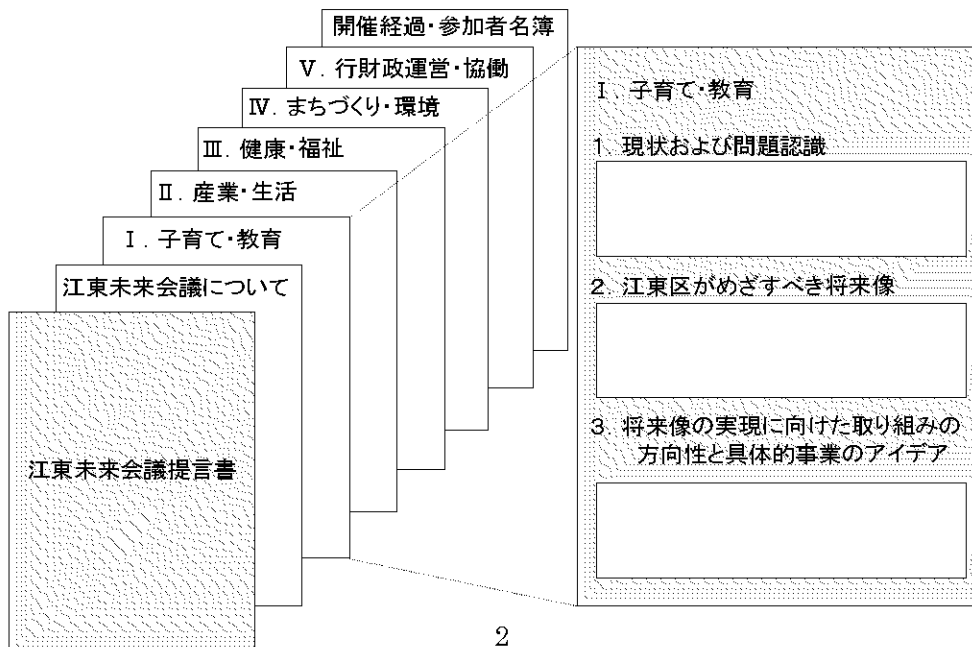 開催経過・参加者名簿
Ⅴ．行財政運営・協働
Ⅳ．まちづくり・環境
Ⅲ．健康・福祉
Ⅱ．産業・生活
Ⅰ．子育て・教育
江東未来会議について
江東未来会議提言書
Ⅰ．子育て・教育
1．現状および問題認識
2．江東区がめざすべき将来像
3．将来像の実現に向けた取り組みの
方向性と具体的事業のアイデア
2